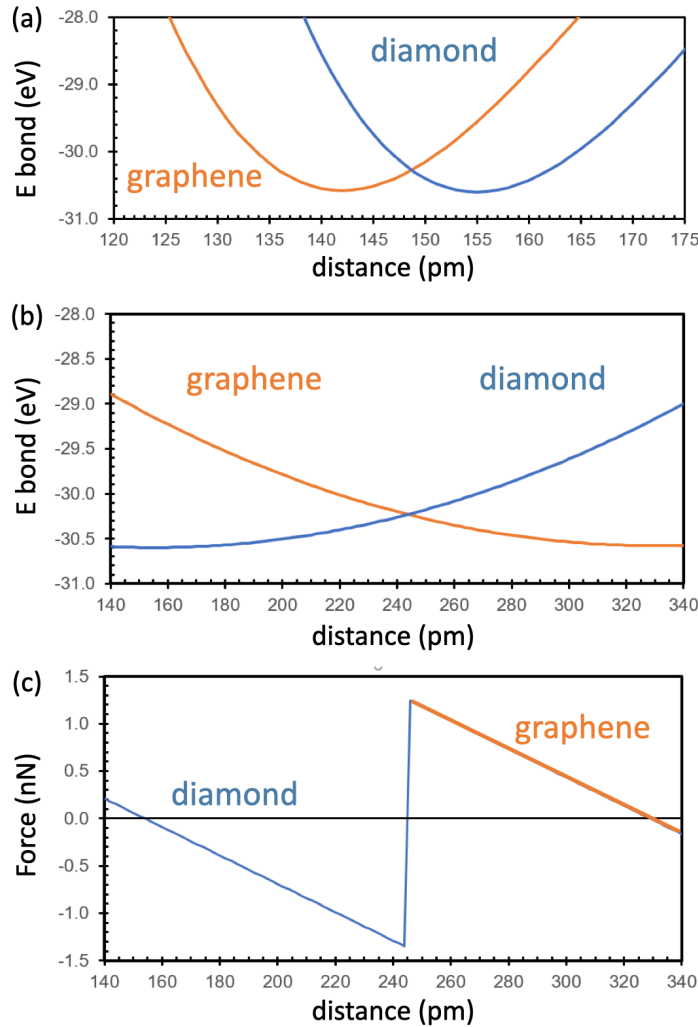 (a)
-28.0
-29.0
-30.0
-31.0
E bond (eV)
diamond
graphene
120 125 130 135 140 145 150 155 160 165 170 175
distance (pm)
(b)
-28.0
-28.5
-29.0
-29.5
-30.0
-30.5
-31.0
E bond (eV)
graphene
diamond
140 160 180 200 220 240 260 280 300 320 340
distance (pm)
(c)
1.5
1.0
0.5
0.0
-0.5
-1.0
-1.5
Force (nN)
graphene
diamond
140 160 180 200 220 240 260 280 300 320 340
distance (pm)